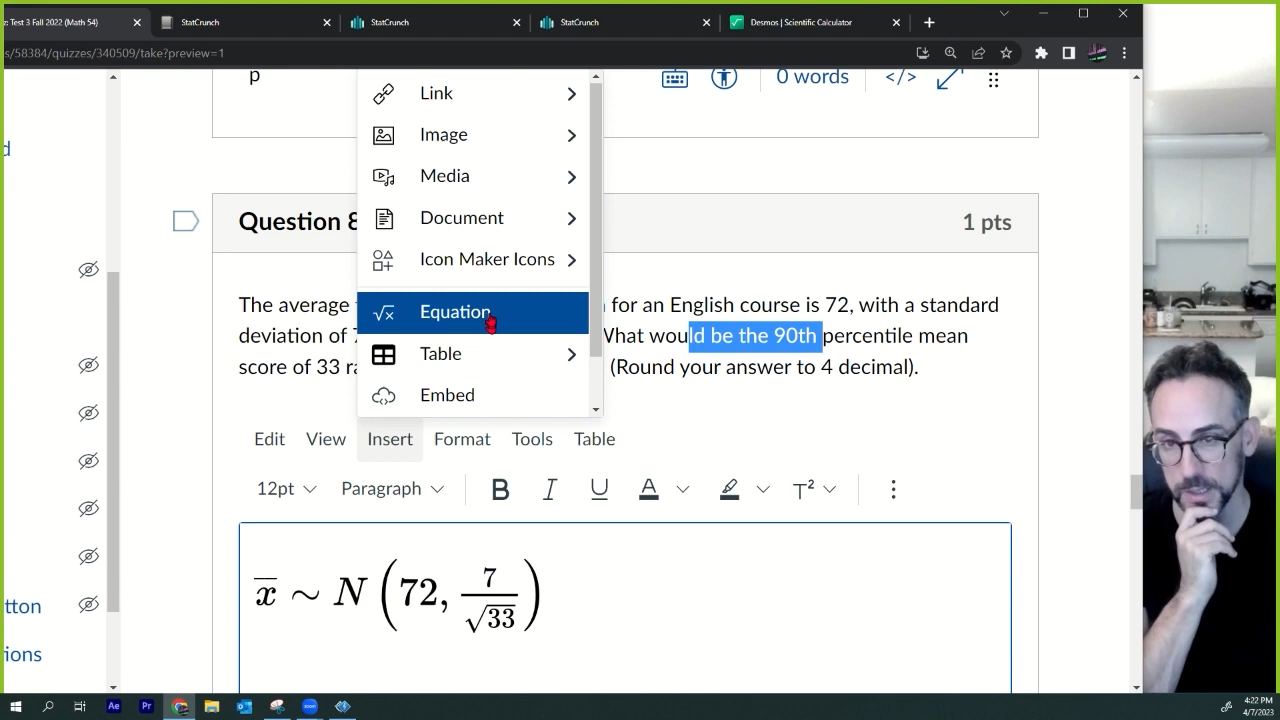 z: Test 3 Fall 2022 (Math 54)
StatCrunch
StatCrunch
StatCrunch
Desmos | Scientific Calculator
s/58384/quizzes/340509/take?preview=1
p
0 words
</>
Link
Image
Media
Document
Icon Maker Icons
Equation
Table
Embed
Question 8
1 pts
The average for an English course is 72, with a standard
deviation of 7 What would be the 90th percentile mean
score of 33 ra (Round your answer to 4 decimal).
Edit View Insert Format Tools Table
12pt Paragraph B I U A T²
x̅ ∼ N (72, 7/√33)
d
tton
ions
Ae
Pr
zoom
4:22 PM
4/7/2023